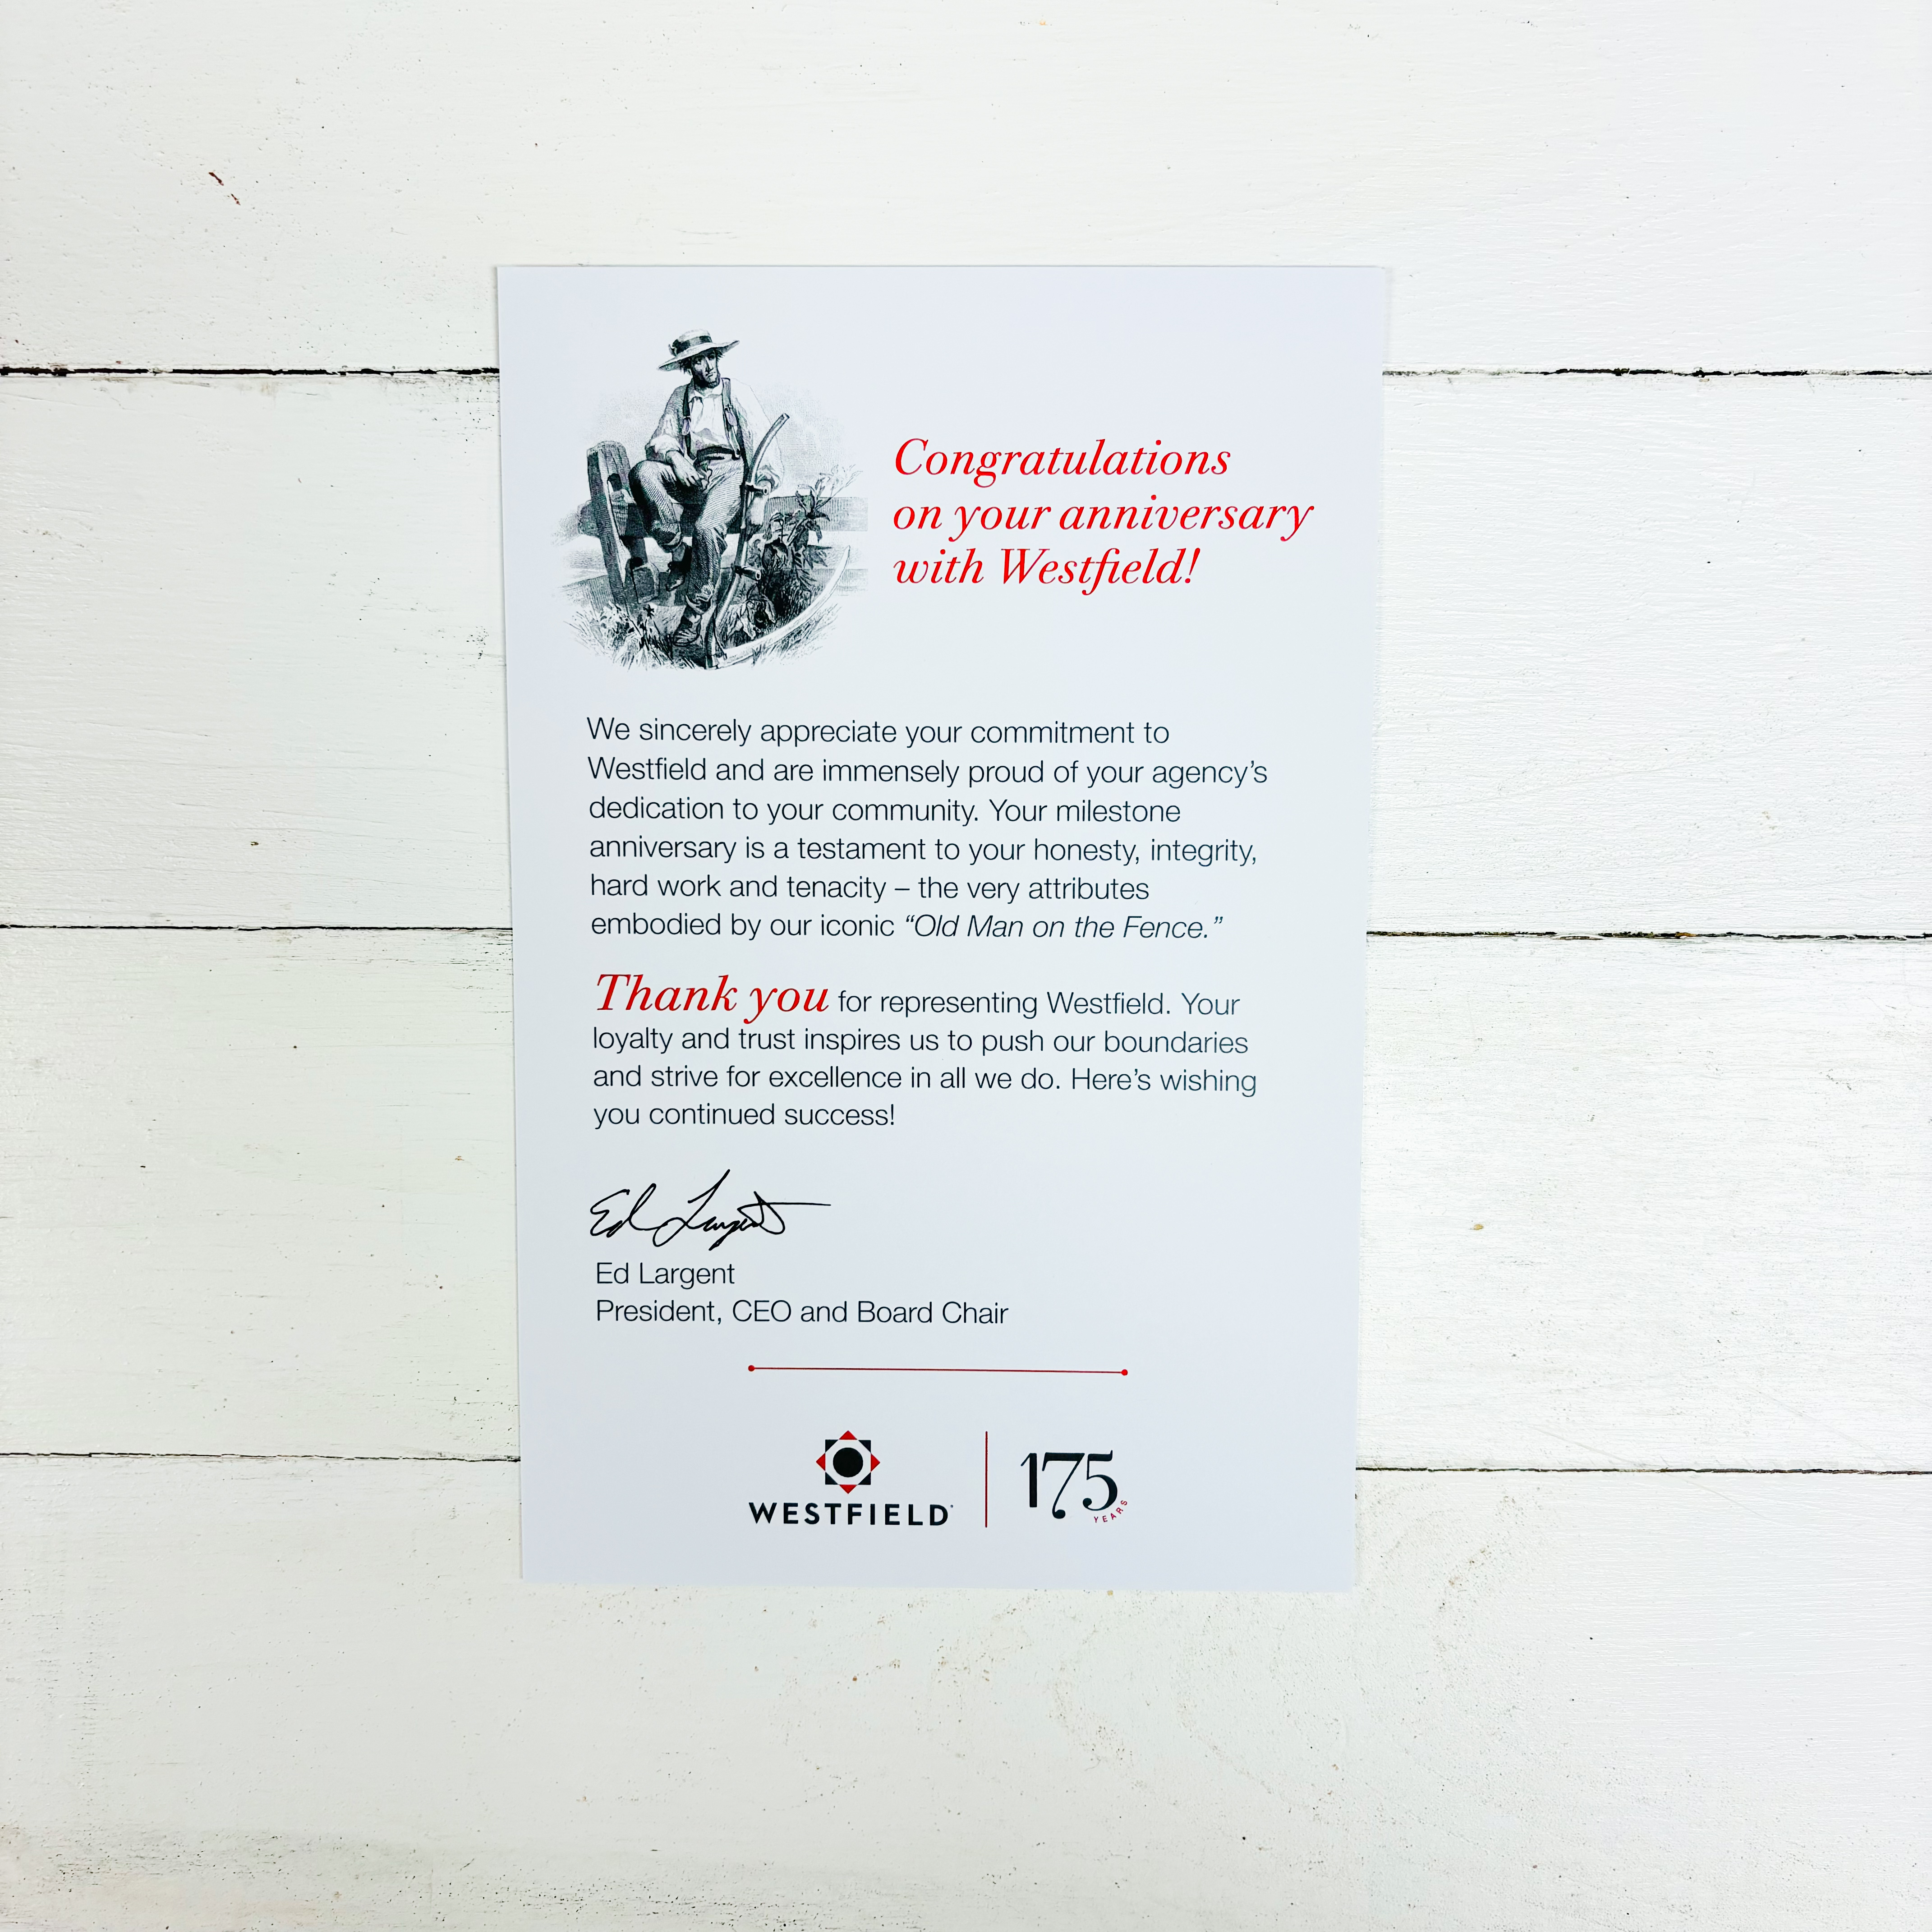 Congratulations
on your anniversary
with Westfield!
We sincerely appreciate your commitment to
Westfield and are immensely proud of your agency’s
dedication to your community. Your milestone
anniversary is a testament to your honesty, integrity,
hard work and tenacity – the very attributes
embodied by our iconic “Old Man on the Fence.”
Thank you for representing Westfield. Your
loyalty and trust inspires us to push our boundaries
and strive for excellence in all we do. Here’s wishing
you continued success!
Ed Largent
Ed Largent
President, CEO and Board Chair
WESTFIELD
175
YEARS